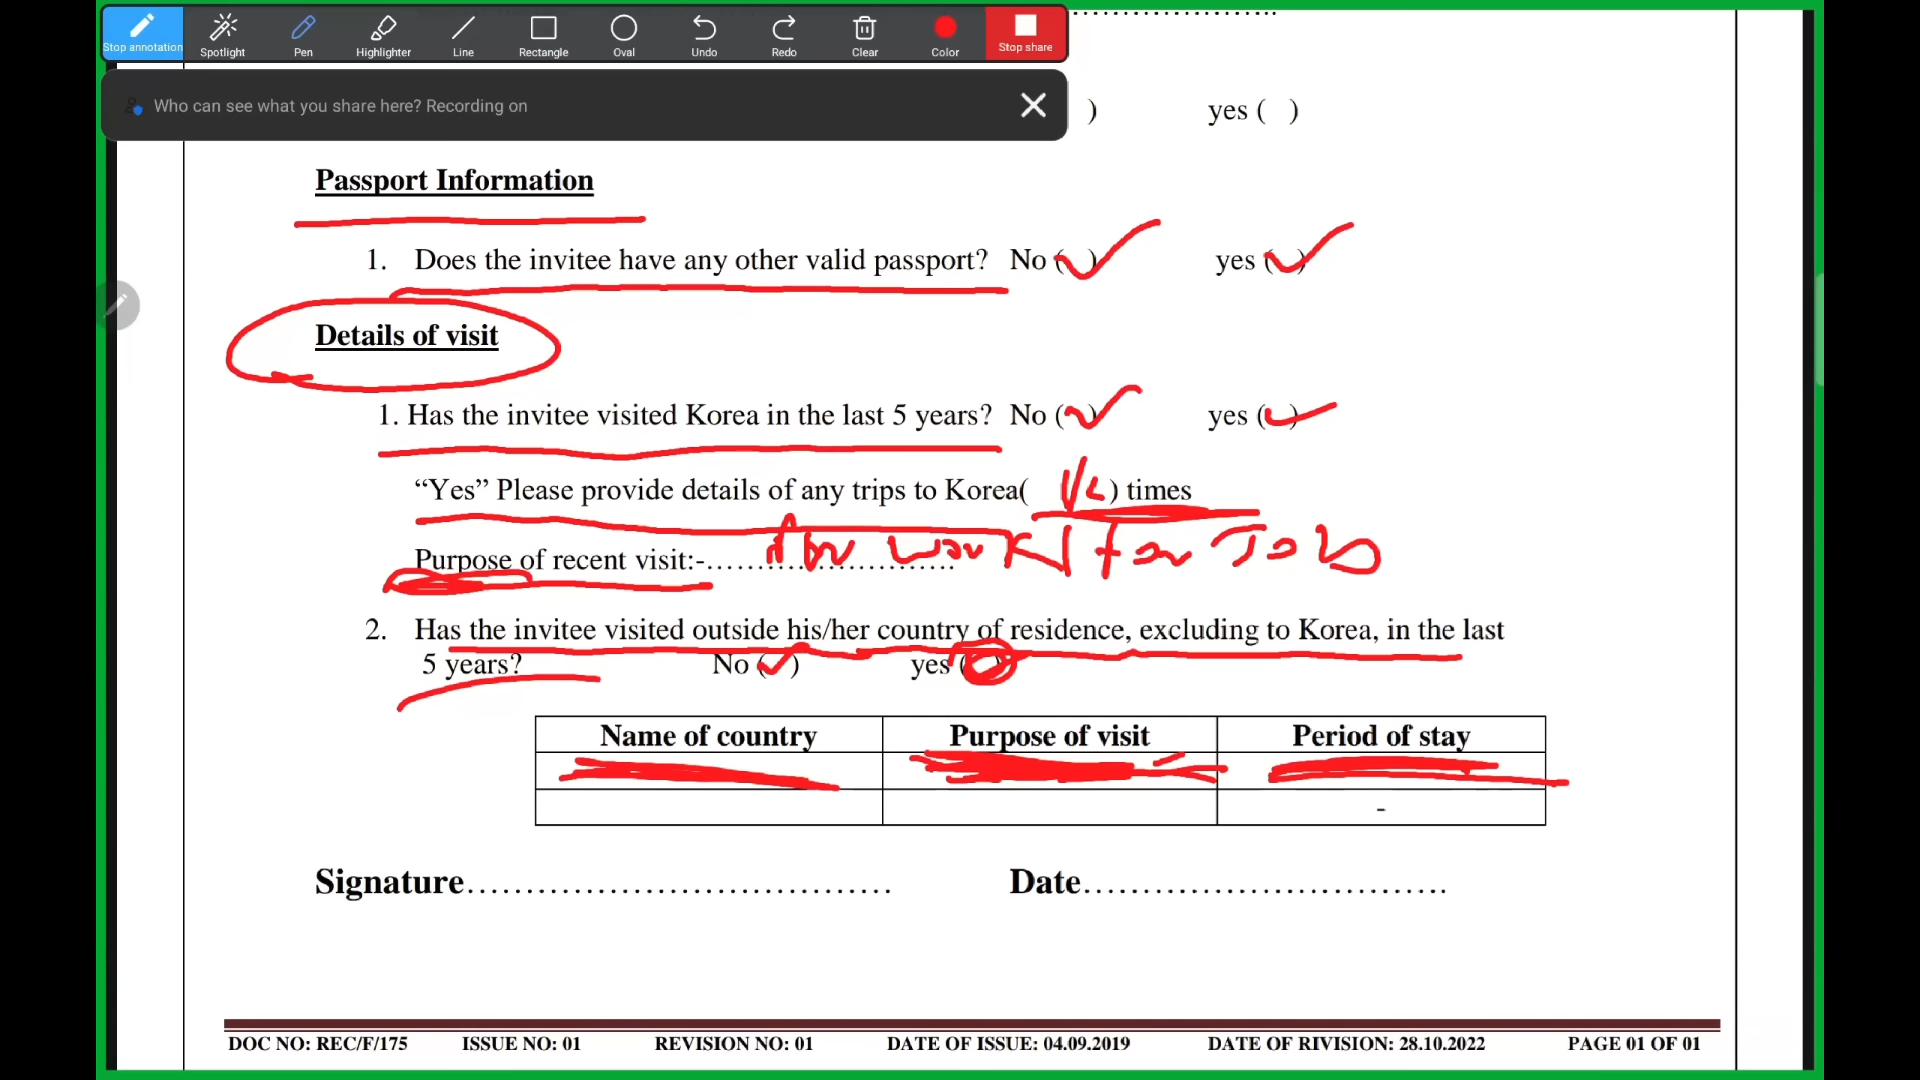 Stop annotation Spotlight Pen Highlighter Line Rectangle Oval Undo Redo Clear Color Stop share
Who can see what you share here? Recording on
) yes ( )
Passport Information
1. Does the invitee have any other valid passport? No ( ) yes ( )
Details of visit
1. Has the invitee visited Korea in the last 5 years? No ( ) yes ( )
“Yes” Please provide details of any trips to Korea( ) times
Purpose of recent visit:-........................... work / for Job
2. Has the invitee visited outside his/her country of residence, excluding to Korea, in the last
5 years? No ( ) yes ( )
Name of country Purpose of visit Period of stay
-
Signature.................................... Date...............................
DOC NO: REC/F/175 ISSUE NO: 01 REVISION NO: 01 DATE OF ISSUE: 04.09.2019 DATE OF RIVISION: 28.10.2022 PAGE 01 OF 01